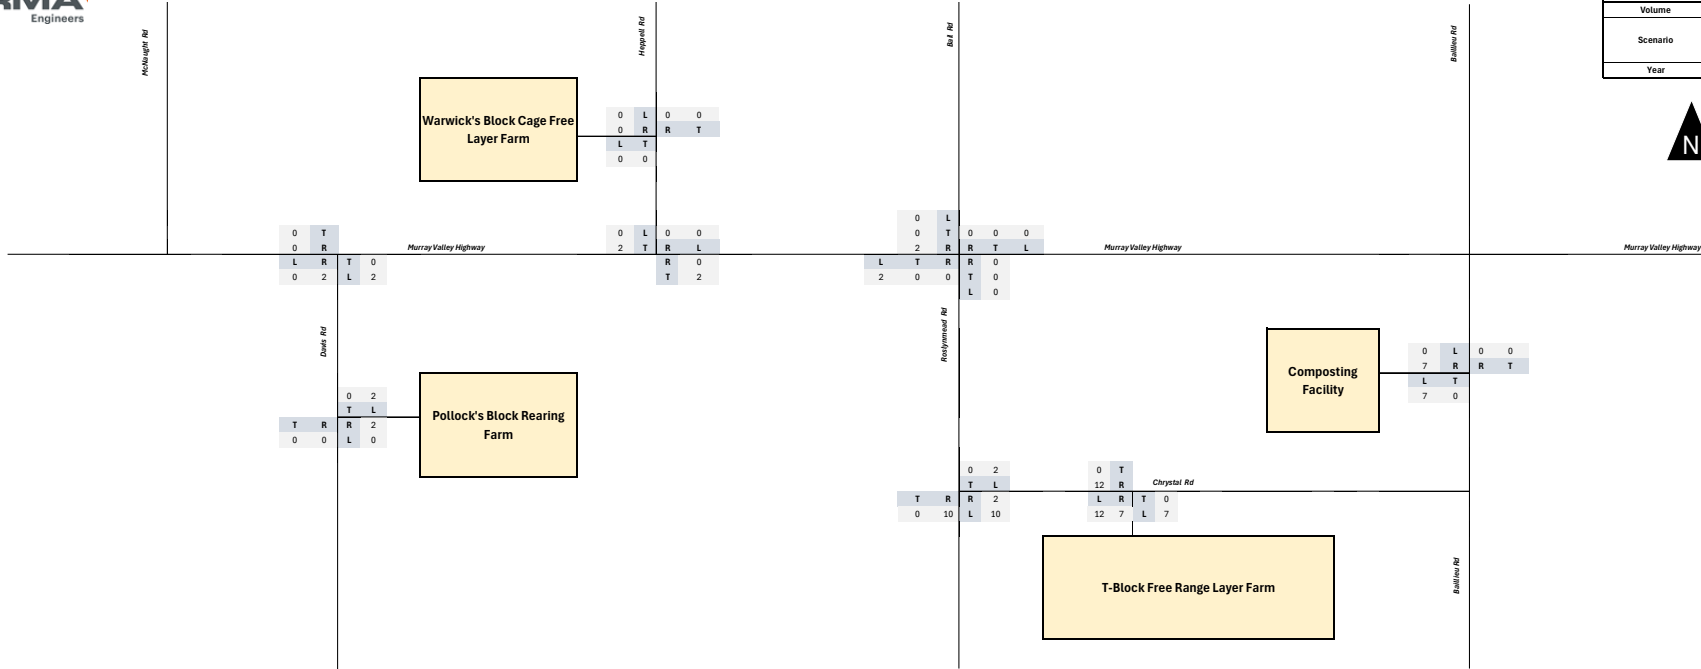 Engineers
Volume
Scenario
Year
N
McNaught Rd
Heppell Rd
Ball Rd
Baillieu Rd
Warwick's Block Cage Free
Layer Farm
0 L 0 0
0 R R T
L T
0 0
0 T
0 R
L R T 0
0 2 L 2
Murray Valley Highway
0 L 0 0
2 T R L
R 0
T 2
0 L
0 T 0 0 0
2 R R T L
L T R R 0
2 0 0 T 0
L 0
Murray Valley Highway
Murray Valley Highway
Davis Rd
Roslynmead Rd
0 2
T L
T R R 2
0 0 L 0
Pollock's Block Rearing
Farm
Composting
Facility
0 L 0 0
7 R R T
L T
7 0
0 2
T L
T R R 2
0 10 L 10
0 T
12 R
L R T 0
12 7 L 7
Chrystal Rd
T-Block Free Range Layer Farm
Baillieu Rd